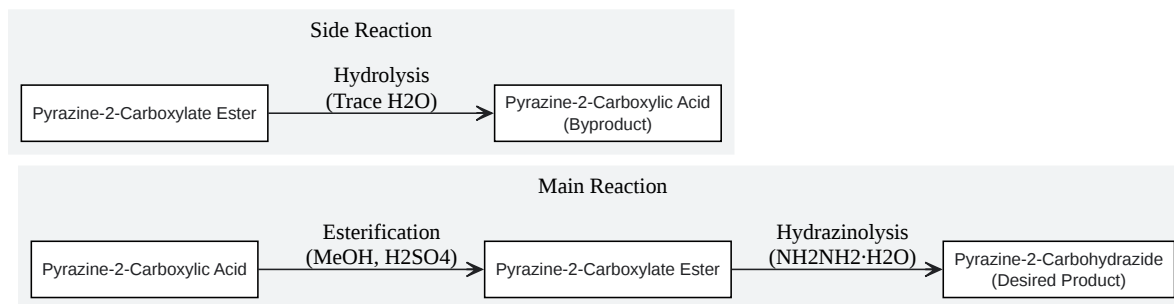 Side Reaction
Hydrolysis
(Trace H2O)
Pyrazine-2-Carboxylate Ester
Pyrazine-2-Carboxylic Acid
(Byproduct)
Main Reaction
Esterification
(MeOH, H2SO4)
Hydrazinolysis
(NH2NH2·H2O)
Pyrazine-2-Carboxylic Acid
Pyrazine-2-Carboxylate Ester
Pyrazine-2-Carbohydrazide
(Desired Product)